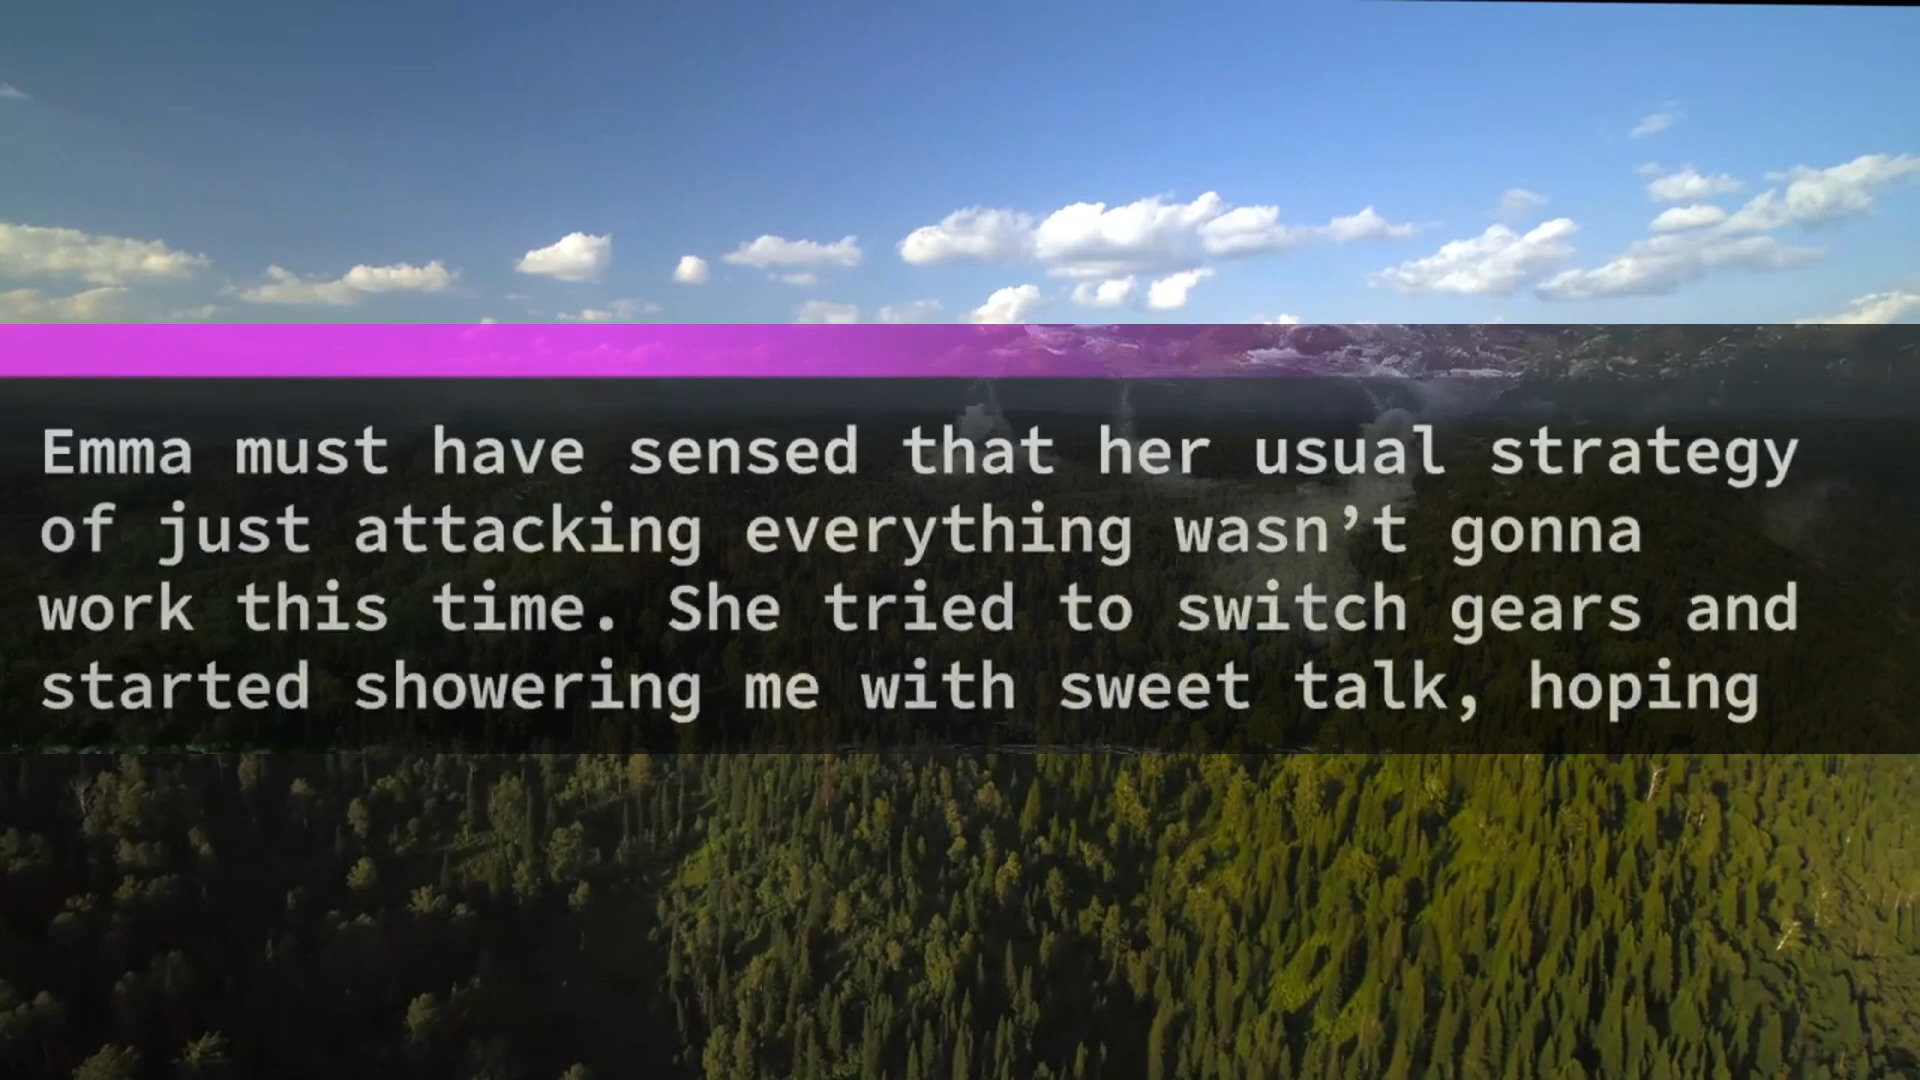 Emma must have sensed that her usual strategy
of just attacking everything wasn’t gonna
work this time. She tried to switch gears and
started showering me with sweet talk, hoping